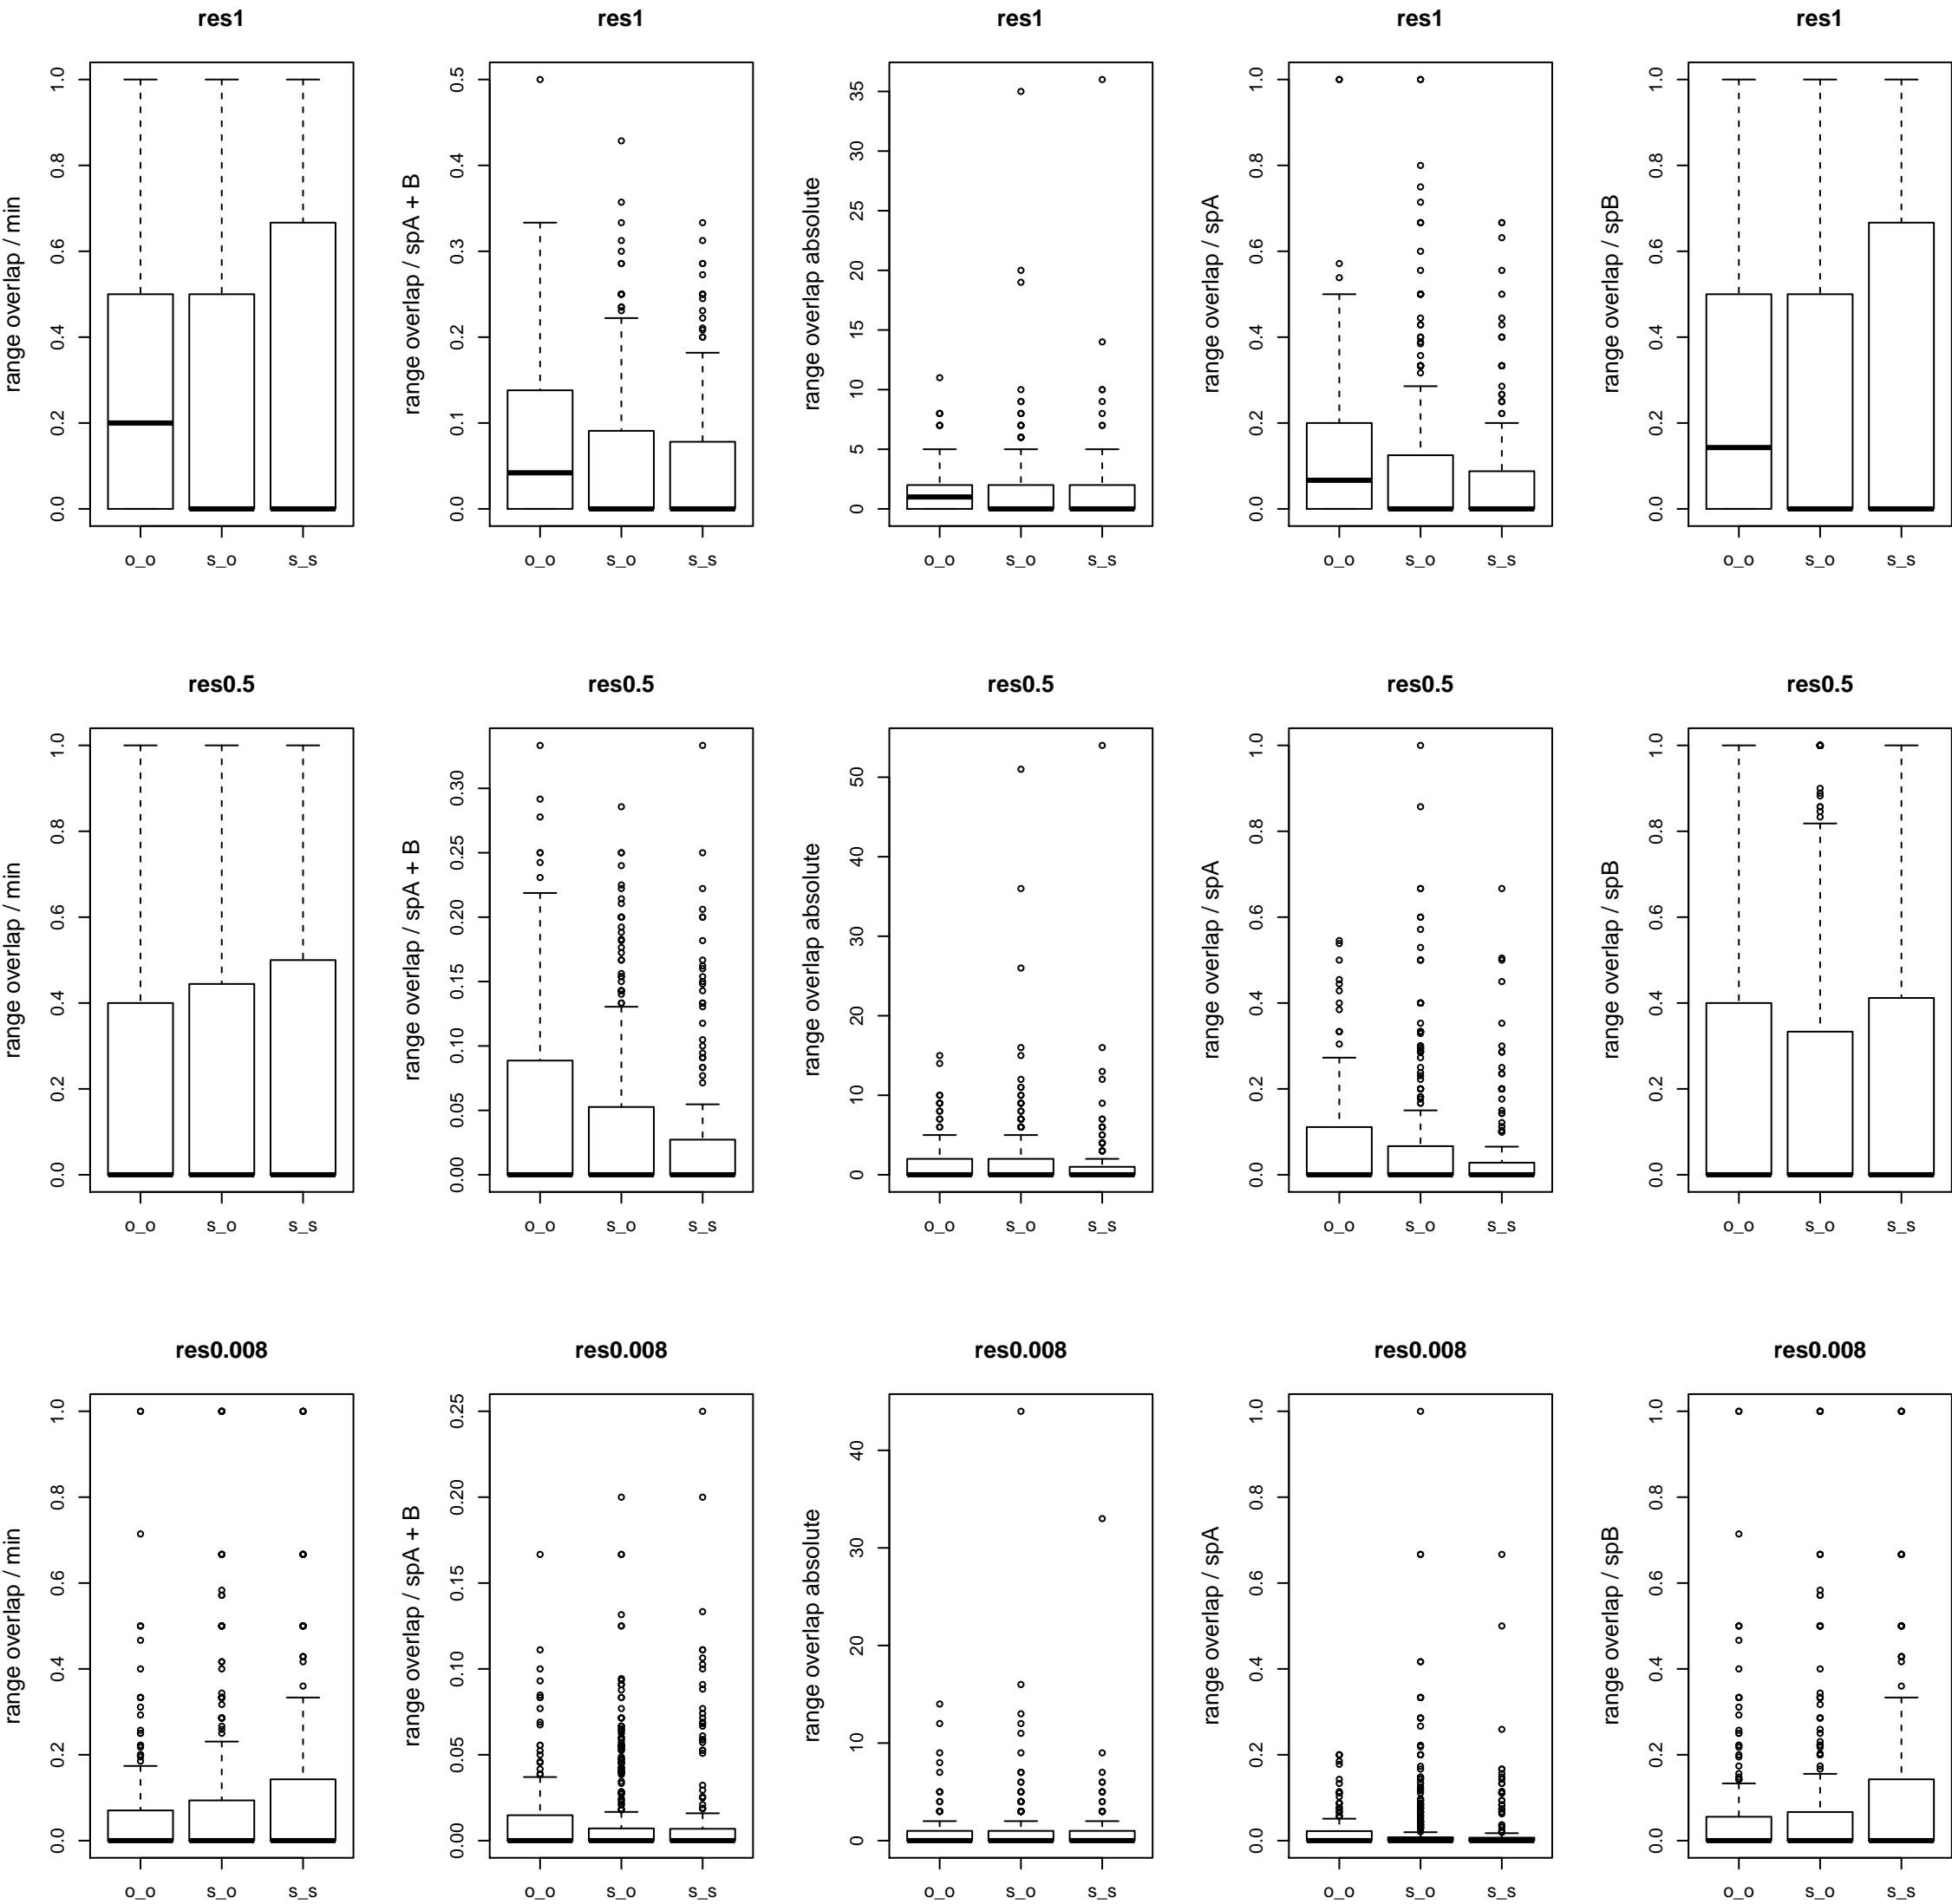 res1 res1 res1 res1 res1
range overlap / min
0.0 0.2 0.4 0.6 0.8 1.0
o_o s_o s_s
range overlap / spA + B
0.0 0.1 0.2 0.3 0.4 0.5
o_o s_o s_s
range overlap absolute
0 5 10 15 20 25 30 35
o_o s_o s_s
range overlap / spA
0.0 0.2 0.4 0.6 0.8 1.0
o_o s_o s_s
range overlap / spB
0.0 0.2 0.4 0.6 0.8 1.0
o_o s_o s_s
res0.5 res0.5 res0.5 res0.5 res0.5
range overlap / min
0.0 0.2 0.4 0.6 0.8 1.0
o_o s_o s_s
range overlap / spA + B
0.00 0.05 0.10 0.15 0.20 0.25 0.30
o_o s_o s_s
range overlap absolute
0 10 20 30 40 50
o_o s_o s_s
range overlap / spA
0.0 0.2 0.4 0.6 0.8 1.0
o_o s_o s_s
range overlap / spB
0.0 0.2 0.4 0.6 0.8 1.0
o_o s_o s_s
res0.008 res0.008 res0.008 res0.008 res0.008
range overlap / min
0.0 0.2 0.4 0.6 0.8 1.0
o_o s_o s_s
range overlap / spA + B
0.00 0.05 0.10 0.15 0.20 0.25
o_o s_o s_s
range overlap absolute
0 10 20 30 40
o_o s_o s_s
range overlap / spA
0.0 0.2 0.4 0.6 0.8 1.0
o_o s_o s_s
range overlap / spB
0.0 0.2 0.4 0.6 0.8 1.0
o_o s_o s_s